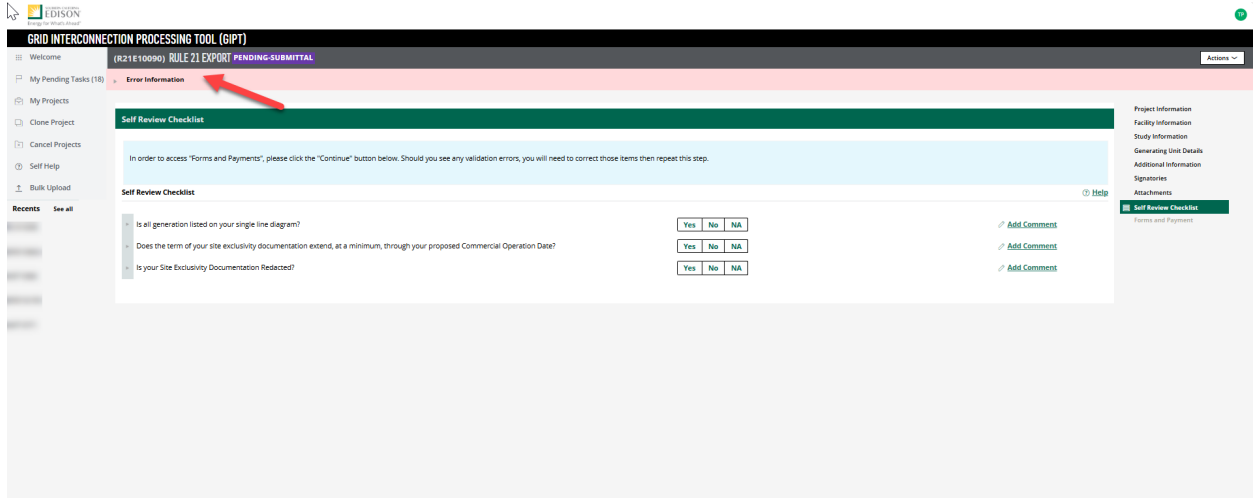 SOUTHERN CALIFORNIA
EDISON
Energy for What's Ahead
TP
GRID INTERCONNECTION PROCESSING TOOL (GIPT)
Welcome
(R21E10090) RULE 21 EXPORT PENDING-SUBMITTAL
Actions
My Pending Tasks (18)
Error Information
My Projects
Clone Project
Cancel Projects
Self Help
Bulk Upload
Recents See all
Self Review Checklist
In order to access "Forms and Payments", please click the "Continue" button below. Should you see any validation errors, you will need to correct those items then repeat this step.
Self Review Checklist
Help
Is all generation listed on your single line diagram? Yes No NA Add Comment
Does the term of your site exclusivity documentation extend, at a minimum, through your proposed Commercial Operation Date? Yes No NA Add Comment
Is your Site Exclusivity Documentation Redacted? Yes No NA Add Comment
Project Information
Facility Information
Study Information
Generating Unit Details
Additional Information
Signatories
Attachments
Self Review Checklist
Forms and Payment